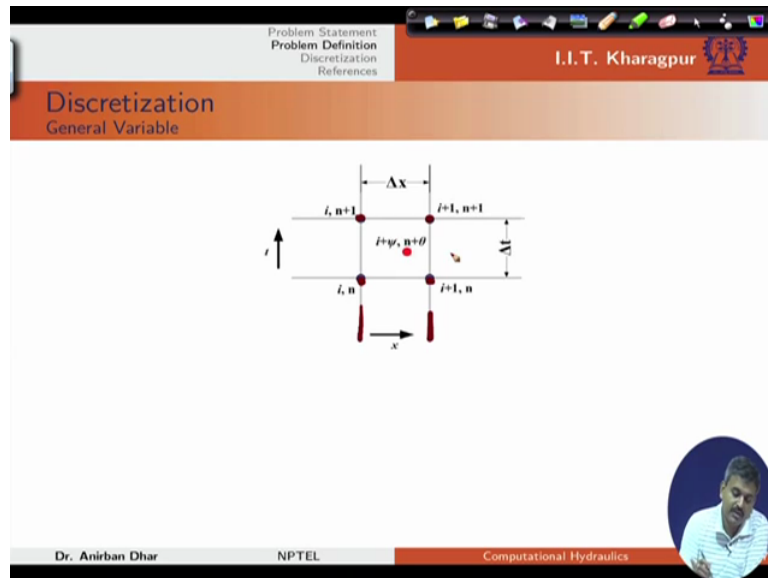 Problem Statement
Problem Definition
Discretization
References
I.I.T. Kharagpur
Discretization
General Variable
Δx
i, n+1
i+1, n+1
i+ψ, n+θ
t
Δt
i, n
i+1, n
x
Dr. Anirban Dhar
NPTEL
Computational Hydraulics